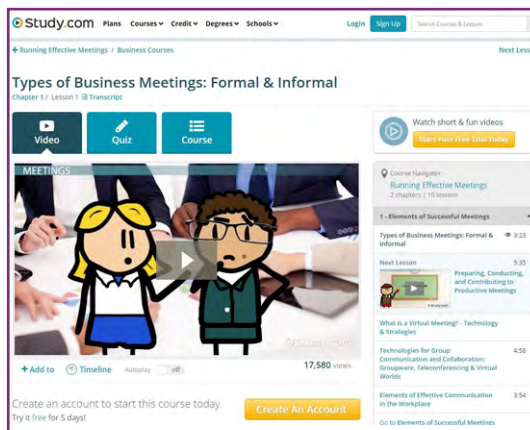 Study.com Plans Courses Credit Degrees Schools Login Sign Up Search Courses & Lessons
Running Effective Meetings / Business Courses
Next Less
Types of Business Meetings: Formal & Informal
Chapter 1 / Lesson 1 Transcript
Video
Quiz
Course
MEETINGS
Study.com
+ Add to Timeline Autoplay off 17,580 views
Create an account to start this course today
Try it free for 5 days!
Create An Account
Watch short & fun videos
Start Your Free Trial Today
Course Navigator
Running Effective Meetings
2 chapters | 10 lessons
1 - Elements of Successful Meetings
Types of Business Meetings: Formal & 3:23
Informal
Next Lesson 5:35
Preparing, Conducting,
and Contributing to
Productive Meetings
What is a Virtual Meeting? - Technology
& Strategies
Technologies for Group 4:58
Communication and Collaboration:
Groupware, Teleconferencing & Virtual
Worlds
Elements of Effective Communication 3:54
in the Workplace
Go to Elements of Successful Meetings